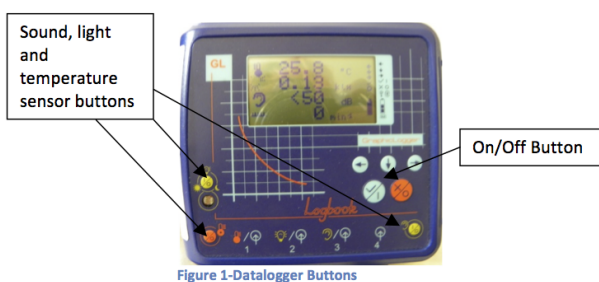 Sound, light
and
temperature
sensor buttons
GL
GraphicLogger
On/Off Button
Logbook
1 2 3 4
Figure 1-Datalogger Buttons